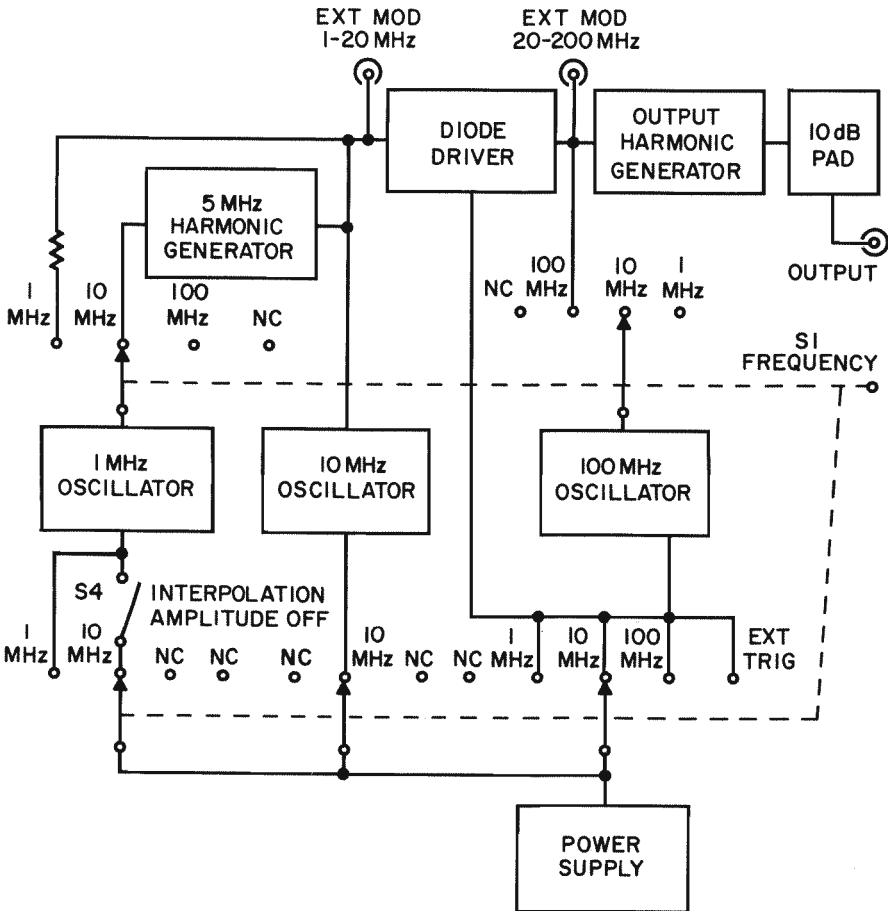 EXT MOD
1-20 MHz
EXT MOD
20-200 MHz
DIODE
DRIVER
OUTPUT
HARMONIC
GENERATOR
10 dB
PAD
5 MHz
HARMONIC
GENERATOR
OUTPUT
1
MHz
10
MHz
100
MHz
NC
NC
100
MHz
10
MHz
1
MHz
S1
FREQUENCY
1 MHz
OSCILLATOR
10 MHz
OSCILLATOR
100 MHz
OSCILLATOR
S4
INTERPOLATION
AMPLITUDE OFF
1
MHz
10
MHz
NC
NC
NC
10
MHz
NC
NC
1
MHz
10
MHz
100
MHz
EXT
TRIG
POWER
SUPPLY